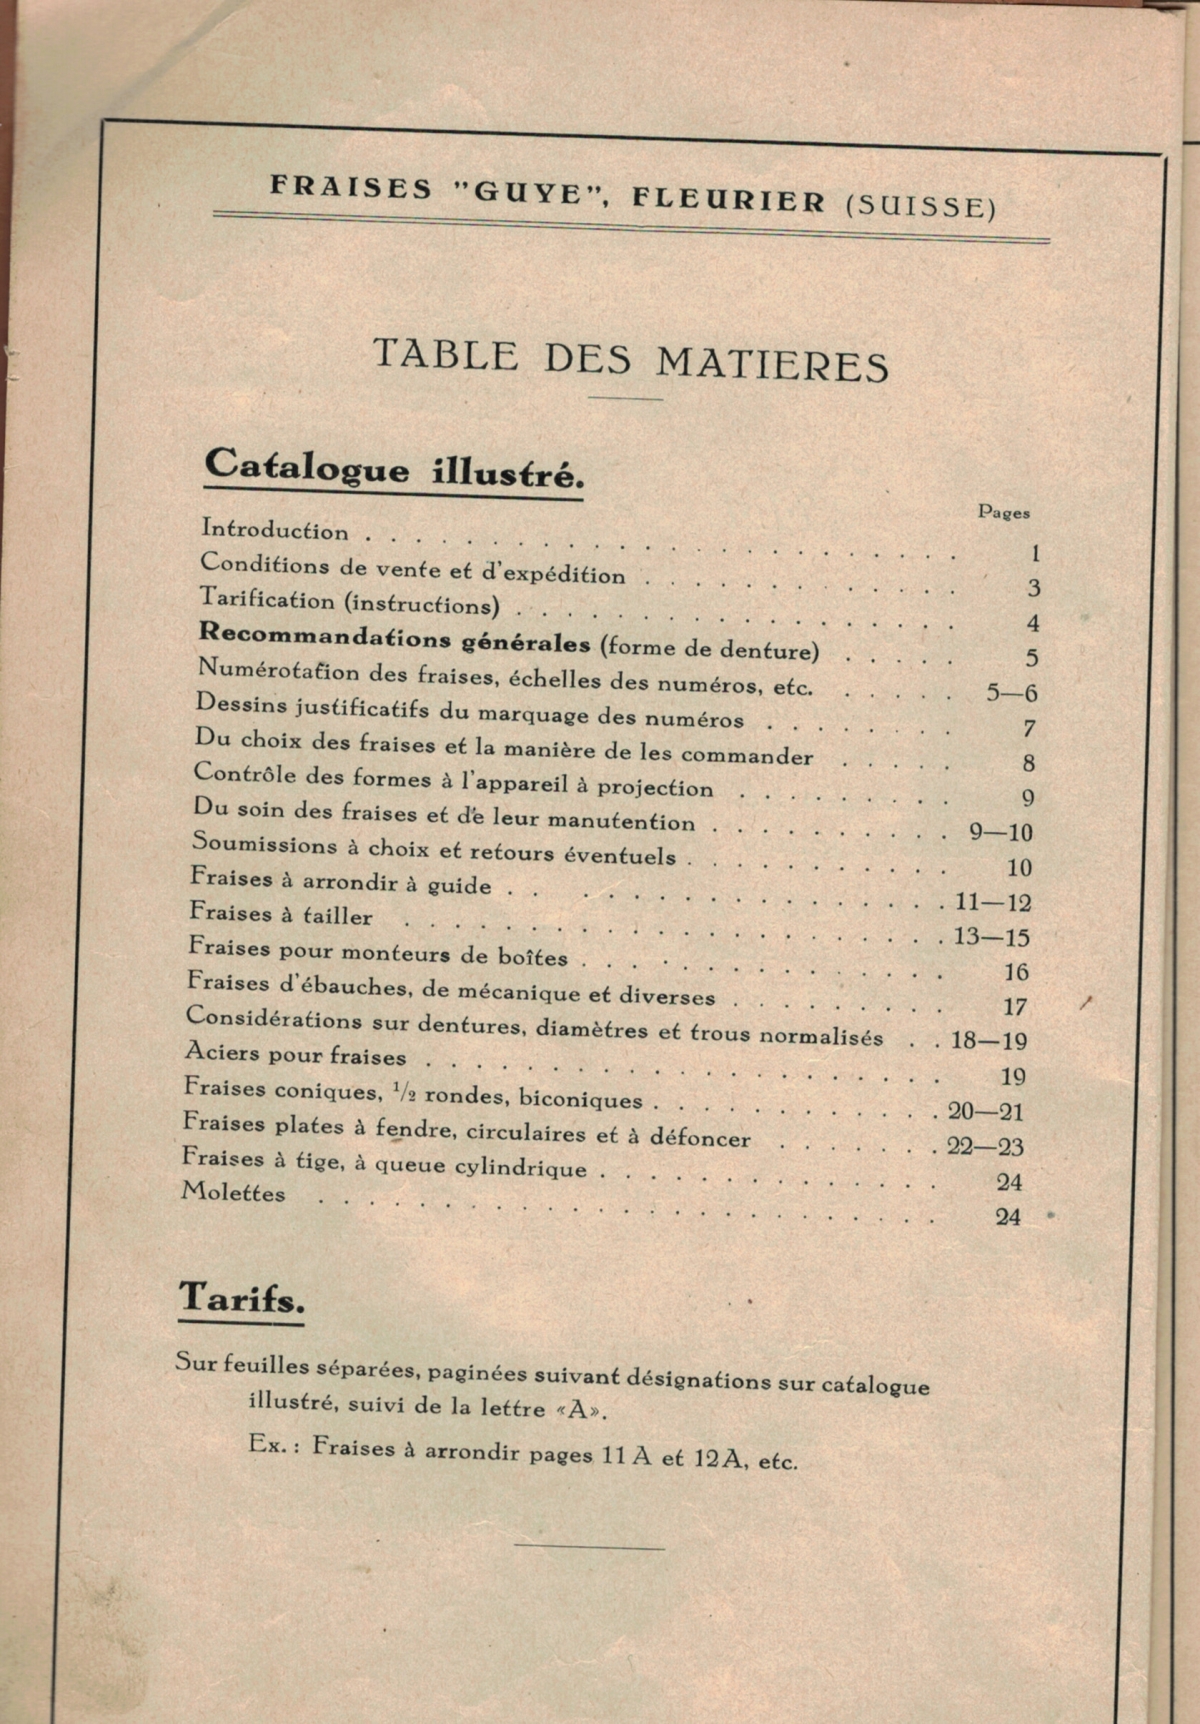 FRAISES "GUYE", FLEURIER (SUISSE)
TABLE DES MATIERES
Catalogue illustré.
Pages
Introduction . . . . . . . . . . . . . . . . . . . . . . . . 1
Conditions de vente et d'expédition . . . . . . . . . . . . . 3
Tarification (instructions) . . . . . . . . . . . . . . . . . . 4
Recommandations générales (forme de denture) . . . . . 5
Numérotation des fraises, échelles des numéros, etc. . . . . . 5—6
Dessins justificatifs du marquage des numéros . . . . . . . . 7
Du choix des fraises et la manière de les commander . . . . . 8
Contrôle des formes à l'appareil à projection . . . . . . . . . 9
Du soin des fraises et de leur manutention . . . . . . . . . . 9—10
Soumissions à choix et retours éventuels . . . . . . . . . . . 10
Fraises à arrondir à guide . . . . . . . . . . . . . . . . . 11—12
Fraises à tailler . . . . . . . . . . . . . . . . . . . . . . 13—15
Fraises pour monteurs de boîtes . . . . . . . . . . . . . . . 16
Fraises d'ébauches, de mécanique et diverses . . . . . . . . . 17
Considérations sur dentures, diamètres et trous normalisés . . 18—19
Aciers pour fraises . . . . . . . . . . . . . . . . . . . . . 19
Fraises coniques, ½ rondes, biconiques . . . . . . . . . . . . 20—21
Fraises plates à fendre, circulaires et à défoncer . . . . . . . 22—23
Fraises à tige, à queue cylindrique . . . . . . . . . . . . . . 24
Molettes . . . . . . . . . . . . . . . . . . . . . . . . . 24
Tarifs.
Sur feuilles séparées, paginées suivant désignations sur catalogue
illustré, suivi de la lettre «A».
Ex. : Fraises à arrondir pages 11 A et 12 A, etc.